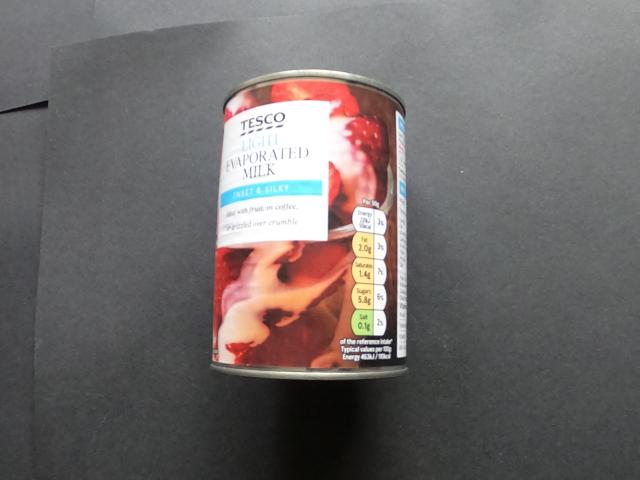 TESCO
LIGHT
EVAPORATED
MILK
SWEET & SILKY
Ideal with fruit, in coffee,
or drizzled over crumble
Per 50g
Energy
3%
Fat
2.0g
3%
Saturates
1.4g
7%
Sugars
5.8g
6%
Salt
0.1g
2%
of the reference intake*
Typical values per 100g:
Energy 463kJ / 110kcal